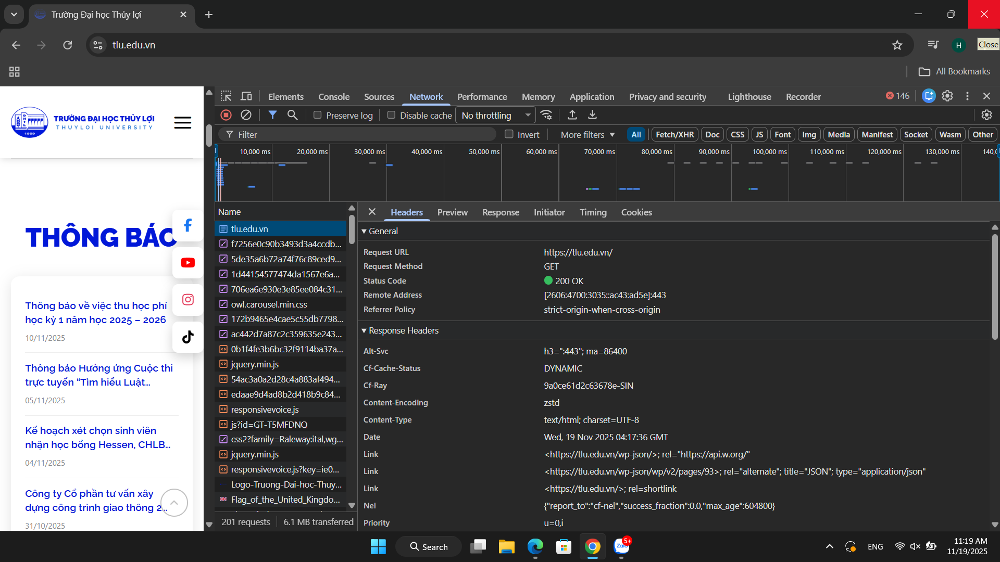 Trường Đại học Thủy lợi
tlu.edu.vn
H
Close
All Bookmarks
TRƯỜNG ĐẠI HỌC THỦY LỢI
THUYLOI UNIVERSITY
1959
THÔNG BÁO
Thông báo về việc thu học phí
học kỳ 1 năm học 2025 – 2026
10/11/2025
Thông báo Hưởng ứng Cuộc thi
trực tuyến “Tìm hiểu Luật...
05/11/2025
Kế hoạch xét chọn sinh viên
nhận học bổng Hessen, CHLB...
04/11/2025
Công ty Cổ phần tư vấn xây
dựng công trình giao thông 2...
31/10/2025
Elements Console Sources Network Performance Memory Application Privacy and security Lighthouse Recorder 146
Preserve log Disable cache No throttling
Filter Invert More filters All Fetch/XHR Doc CSS JS Font Img Media Manifest Socket Wasm Other
10,000 ms 20,000 ms 30,000 ms 40,000 ms 50,000 ms 60,000 ms 70,000 ms 80,000 ms 90,000 ms 100,000 ms 110,000 ms 120,000 ms 130,000 ms 140,0
Name
tlu.edu.vn
f7256e0c90b3493d3a4ccdb...
5de35a6b72a74f76c89ced9...
1d44154577474da1567e6a...
706ea6e930e3e85ee084c31...
owl.carousel.min.css
172b9465e4cae5c55db7798...
ac442d7a87c2c359635e243...
0b1f4fe3b6bc32f9114ba37a...
jquery.min.js
54ac3a0a2d28c4a883af494...
edaae9d4ad8b2d418b9c84...
responsivevoice.js
js?id=GT-T5MFDNQ
css2?family=Raleway:ital,wg...
jquery.min.js
responsivevoice.js?key=ie0...
Logo-Truong-Dai-hoc-Thuy...
Flag_of_the_United_Kingdo...
201 requests 6.1 MB transferred
Headers Preview Response Initiator Timing Cookies
General
Request URL https://tlu.edu.vn/
Request Method GET
Status Code 200 OK
Remote Address [2606:4700:3035::ac43:ad5e]:443
Referrer Policy strict-origin-when-cross-origin
Response Headers
Alt-Svc h3=":443"; ma=86400
Cf-Cache-Status DYNAMIC
Cf-Ray 9a0ce61d2c63678e-SIN
Content-Encoding zstd
Content-Type text/html; charset=UTF-8
Date Wed, 19 Nov 2025 04:17:36 GMT
Link <https://tlu.edu.vn/wp-json/>; rel="https://api.w.org/"
Link <https://tlu.edu.vn/wp-json/wp/v2/pages/93>; rel="alternate"; title="JSON"; type="application/json"
Link <https://tlu.edu.vn/>; rel=shortlink
Nel {"report_to":"cf-nel","success_fraction":0.0,"max_age":604800}
Priority u=0,i
Search
Zalo
5+
ENG
11:19 AM
11/19/2025